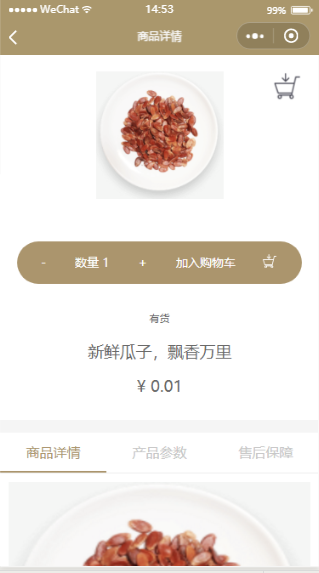 WeChat 14:53 99%
商品详情
- 数量 1 + 加入购物车
有货
新鲜瓜子，飘香万里
¥ 0.01
商品详情 产品参数 售后保障